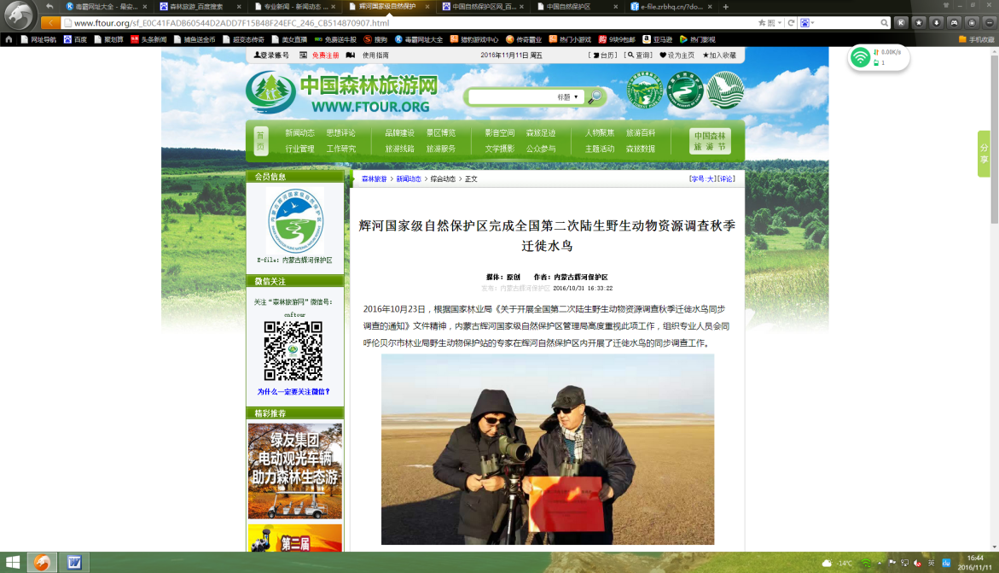 毒霸网址大全 - 最安...
森林旅游_百度搜索
专业新闻 - 新闻动态 ...
辉河国家级自然保护
中国自然保护区网_百...
中国自然保护区
e-file.zrbhq.cn/?do...
www.ftour.org/sf_E0C41FADB60544D2ADD7F15B48F24EFC_246_CB514870907.html
网址导航 百度 聚划算 头条新闻 捕鱼送金币 超变态传奇 美女直播 免费送牛股 搜狗 毒霸网址大全 猎豹游戏中心 传奇霸业 热门小游戏 9块9包邮 亚马逊 热门影视 手机收藏
登录账号 免费注册 使用指南 2016年11月11日 周五 [台历] [查询] 设为主页 ★加入收藏
0.00K/s
1
中国森林旅游网
WWW.FTOUR.ORG
标题
首页
新闻动态 思想评论 品牌建设 景区博览 影音空间 森旅足迹 人物聚焦 旅游百科
行业管理 工作研究 旅游线路 旅游服务 文学摄影 公众参与 主题活动 森旅数据
中国森林
旅游节
分享
会员信息
森林旅游 > 新闻动态 > 综合动态 > 正文 [字号:大][评论]
E-file: 内蒙古辉河保护区
微信关注
关注"森林旅游网"微信号:
cnftour
为什么一定要关注微信?
精彩推荐
绿友集团
电动观光车辆
助力森林生态游
第二届
辉河国家级自然保护区完成全国第二次陆生野生动物资源调查秋季
迁徙水鸟
媒体: 原创 作者: 内蒙古辉河保护区
发布: 内蒙古辉河保护区 2016/10/31 16:33:22
2016年10月23日，根据国家林业局《关于开展全国第二次陆生野生动物资源调查秋季迁徙水鸟同步
调查的通知》文件精神，内蒙古辉河国家级自然保护区管理局高度重视此项工作，组织专业人员会同
呼伦贝尔市林业局野生动物保护站的专家在辉河自然保护区内开展了迁徙水鸟的同步调查工作。
-14℃
英
16:44
2016/11/11